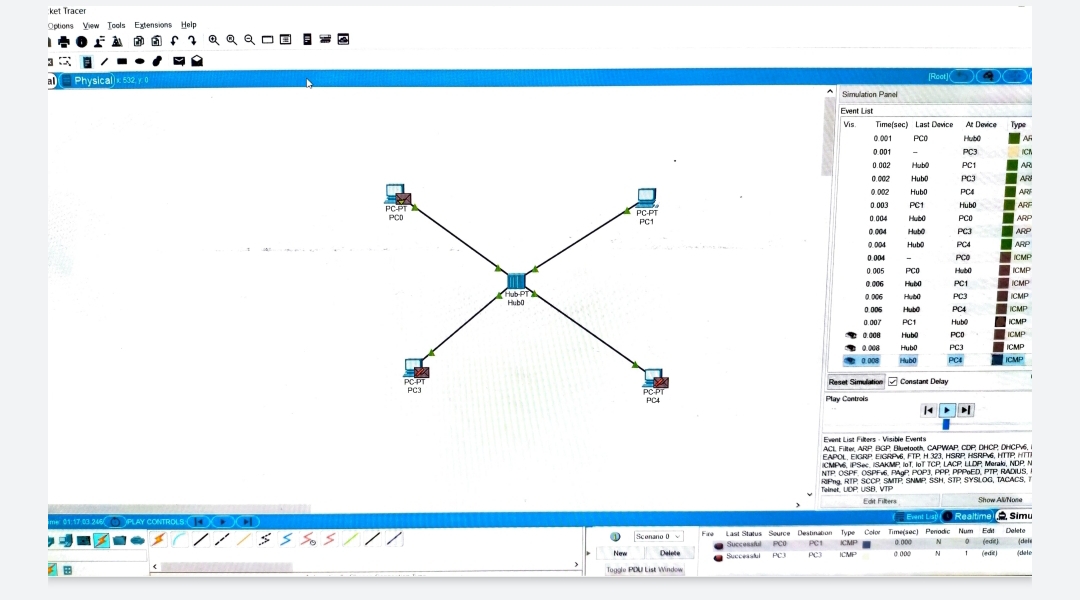 ket Tracer
Options View Tools Extensions Help
al Physical x: 532, y: 0 [Root]
Simulation Panel
Event List
Vis. Time(sec) Last Device At Device Type
0.001 PC0 Hub0 AR
0.001 -- PC3 ICM
0.002 Hub0 PC1 ARI
0.002 Hub0 PC3 ARF
0.002 Hub0 PC4 ARF
0.003 PC1 Hub0 ARP
0.004 Hub0 PC0 ARP
0.004 Hub0 PC3 ARP
0.004 Hub0 PC4 ARP
0.004 -- PC0 ICMP
0.005 PC0 Hub0 ICMP
0.006 Hub0 PC1 ICMP
0.006 Hub0 PC3 ICMP
0.006 Hub0 PC4 ICMP
0.007 PC1 Hub0 ICMP
0.008 Hub0 PC0 ICMP
0.008 Hub0 PC3 ICMP
0.008 Hub0 PC4 ICMP
PC-PT
PC0
PC-PT
PC1
Hub-PT
Hub0
PC-PT
PC3
PC-PT
PC4
Reset Simulation Constant Delay
Play Controls
Event List Filters - Visible Events
ACL Filter, ARP, BGP, Bluetooth, CAPWAP, CDP, DHCP, DHCPv6,
EAPOL, EIGRP, EIGRPv6, FTP, H.323, HSRP, HSRPv6, HTTP, HTT
ICMPv6, IPSec, ISAKMP, IoT, IoT TCP, LACP, LLDP, Meraki, NDP, N
NTP, OSPF, OSPFv6, PAgP, POP3, PPP, PPPoED, PTP, RADIUS,
RIPng, RTP, SCCP, SMTP, SNMP, SSH, STP, SYSLOG, TACACS, T
Telnet, UDP, USB, VTP
Edit Filters Show All/None
me: 01:17:03.246 PLAY CONTROLS Event List Realtime Simu
Scenario 0
New Delete
Toggle PDU List Window
Fire Last Status Source Destination Type Color Time(sec) Periodic Num Edit Delete
Successful PC0 PC1 ICMP 0.000 N 0 (edit) (dele
Successful PC3 PC3 ICMP 0.000 N 1 (edit) (dele